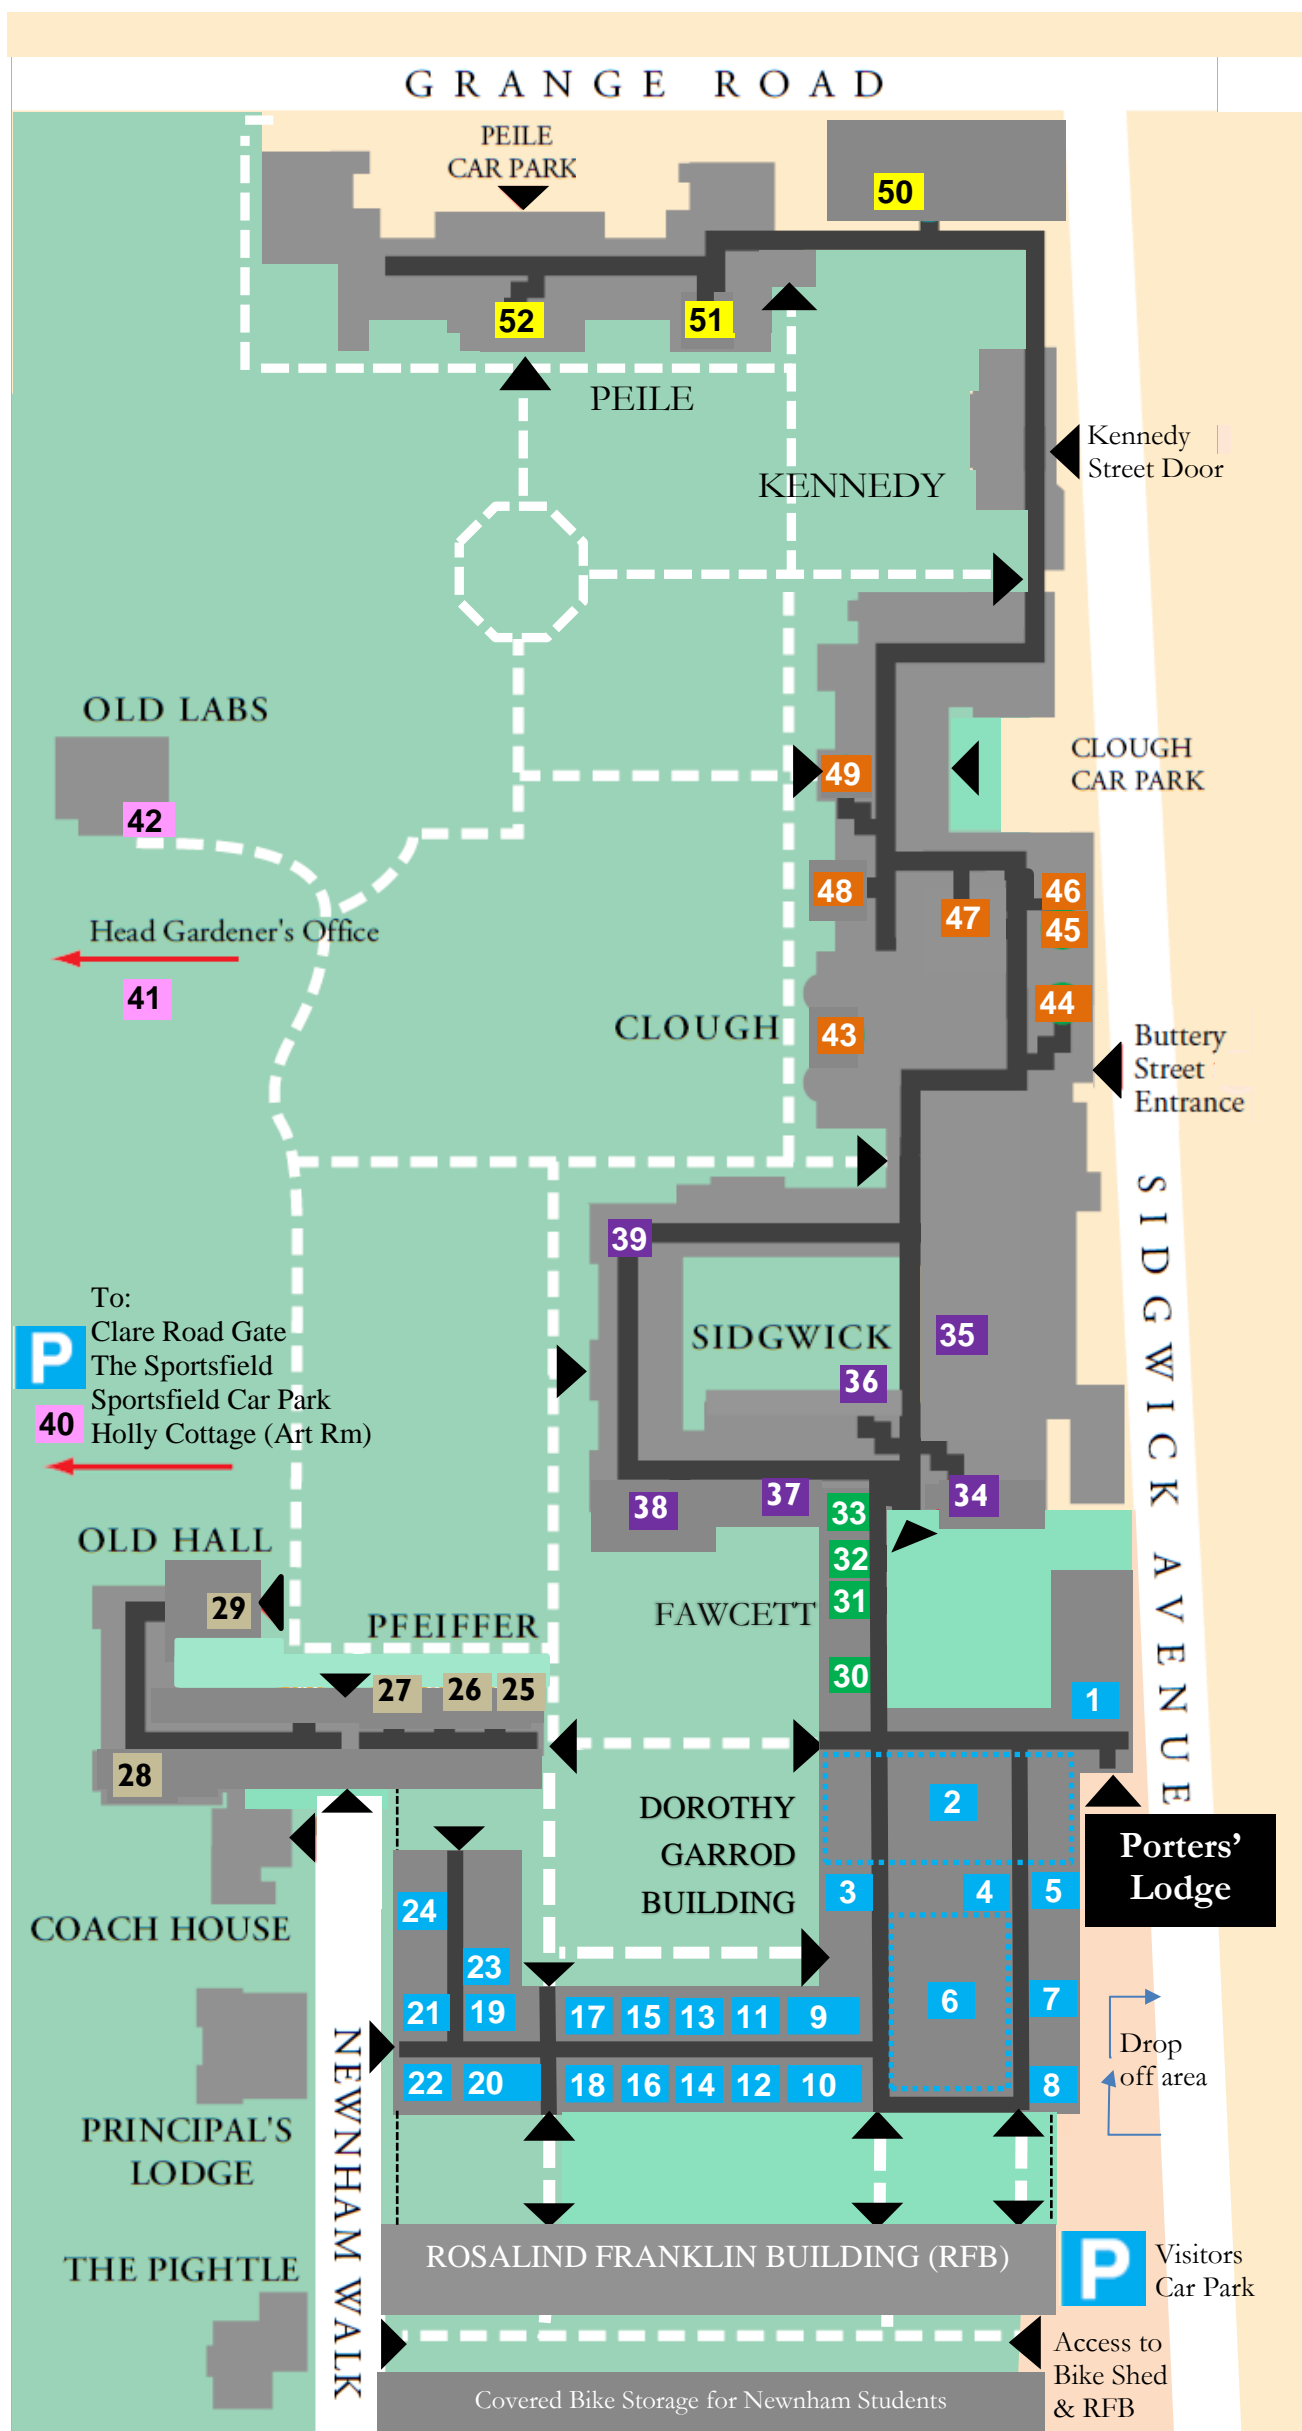 GRANGE ROAD
PEILE
CAR PARK
50
52
51
PEILE
Kennedy
Street Door
KENNEDY
OLD LABS
42
49
CLOUGH
CAR PARK
48
47
46
45
Head Gardener's Office
41
44
CLOUGH
43
Buttery
Street
Entrance
SIDGWICK AVENUE
39
To:
Clare Road Gate
The Sportsfield
Sportsfield Car Park
Holly Cottage (Art Rm)
P
40
SIDGWICK
35
36
38
37
34
33
32
31
30
OLD HALL
29
PFEIFFER
FAWCETT
27
26
25
1
28
2
DOROTHY
GARROD
BUILDING
Porters’
Lodge
3
4
5
24
COACH HOUSE
23
6
7
21
19
17
15
13
11
9
NEWNHAM WALK
Drop
off area
22
20
18
16
14
12
10
8
PRINCIPAL'S
LODGE
ROSALIND FRANKLIN BUILDING (RFB)
THE PIGHTLE
P
Visitors
Car Park
Access to
Bike Shed
& RFB
Covered Bike Storage for Newnham Students